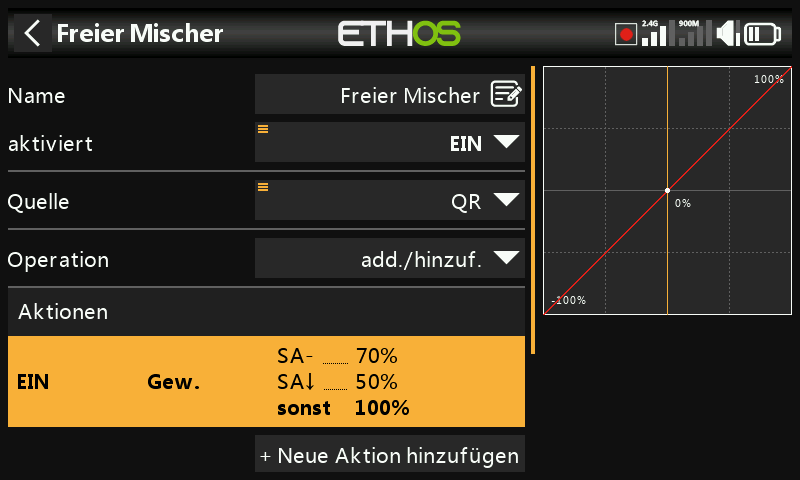 Freier Mischer
ETHOS
2.4G 900M
Name Freier Mischer
aktiviert EIN
Quelle QR
Operation add./hinzuf.
Aktionen
EIN Gew.
SA- 70%
SA↓ 50%
sonst 100%
+ Neue Aktion hinzufügen
100%
0%
-100%